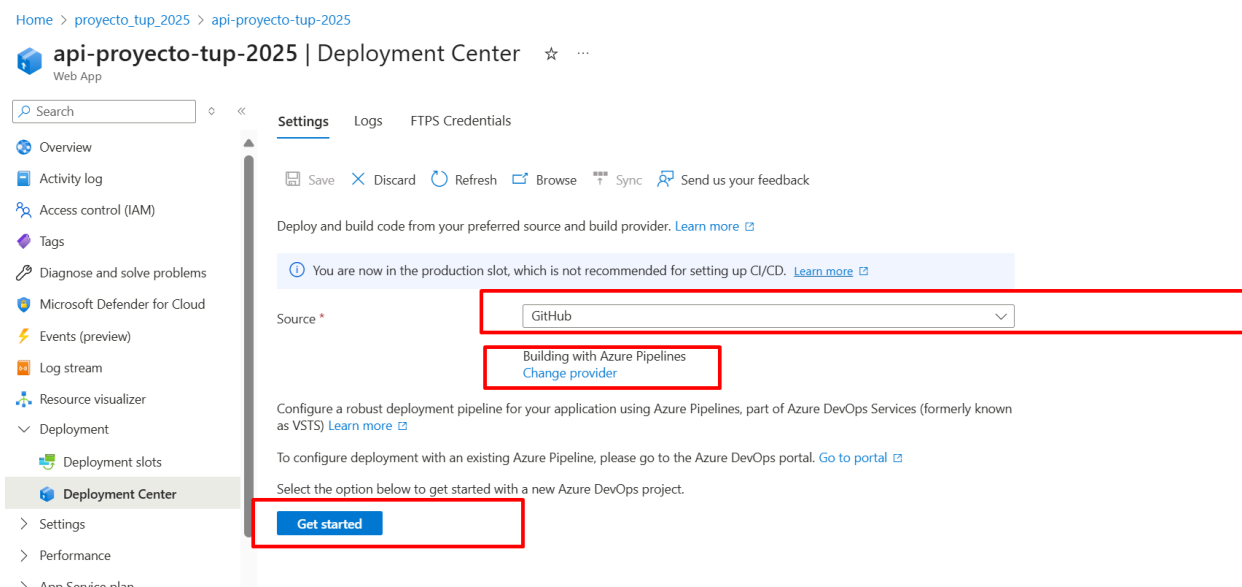 Home > proyecto_tup_2025 > api-proyecto-tup-2025
api-proyecto-tup-2025 | Deployment Center ☆ ...
Web App
Search
Overview
Activity log
Access control (IAM)
Tags
Diagnose and solve problems
Microsoft Defender for Cloud
Events (preview)
Log stream
Resource visualizer
Deployment
Deployment slots
Deployment Center
Settings
Performance
App Service plan
Settings Logs FTPS Credentials
Save Discard Refresh Browse Sync Send us your feedback
Deploy and build code from your preferred source and build provider. Learn more
You are now in the production slot, which is not recommended for setting up CI/CD. Learn more
Source * GitHub
Building with Azure Pipelines
Change provider
Configure a robust deployment pipeline for your application using Azure Pipelines, part of Azure DevOps Services (formerly known
as VSTS) Learn more
To configure deployment with an existing Azure Pipeline, please go to the Azure DevOps portal. Go to portal
Select the option below to get started with a new Azure DevOps project.
Get started